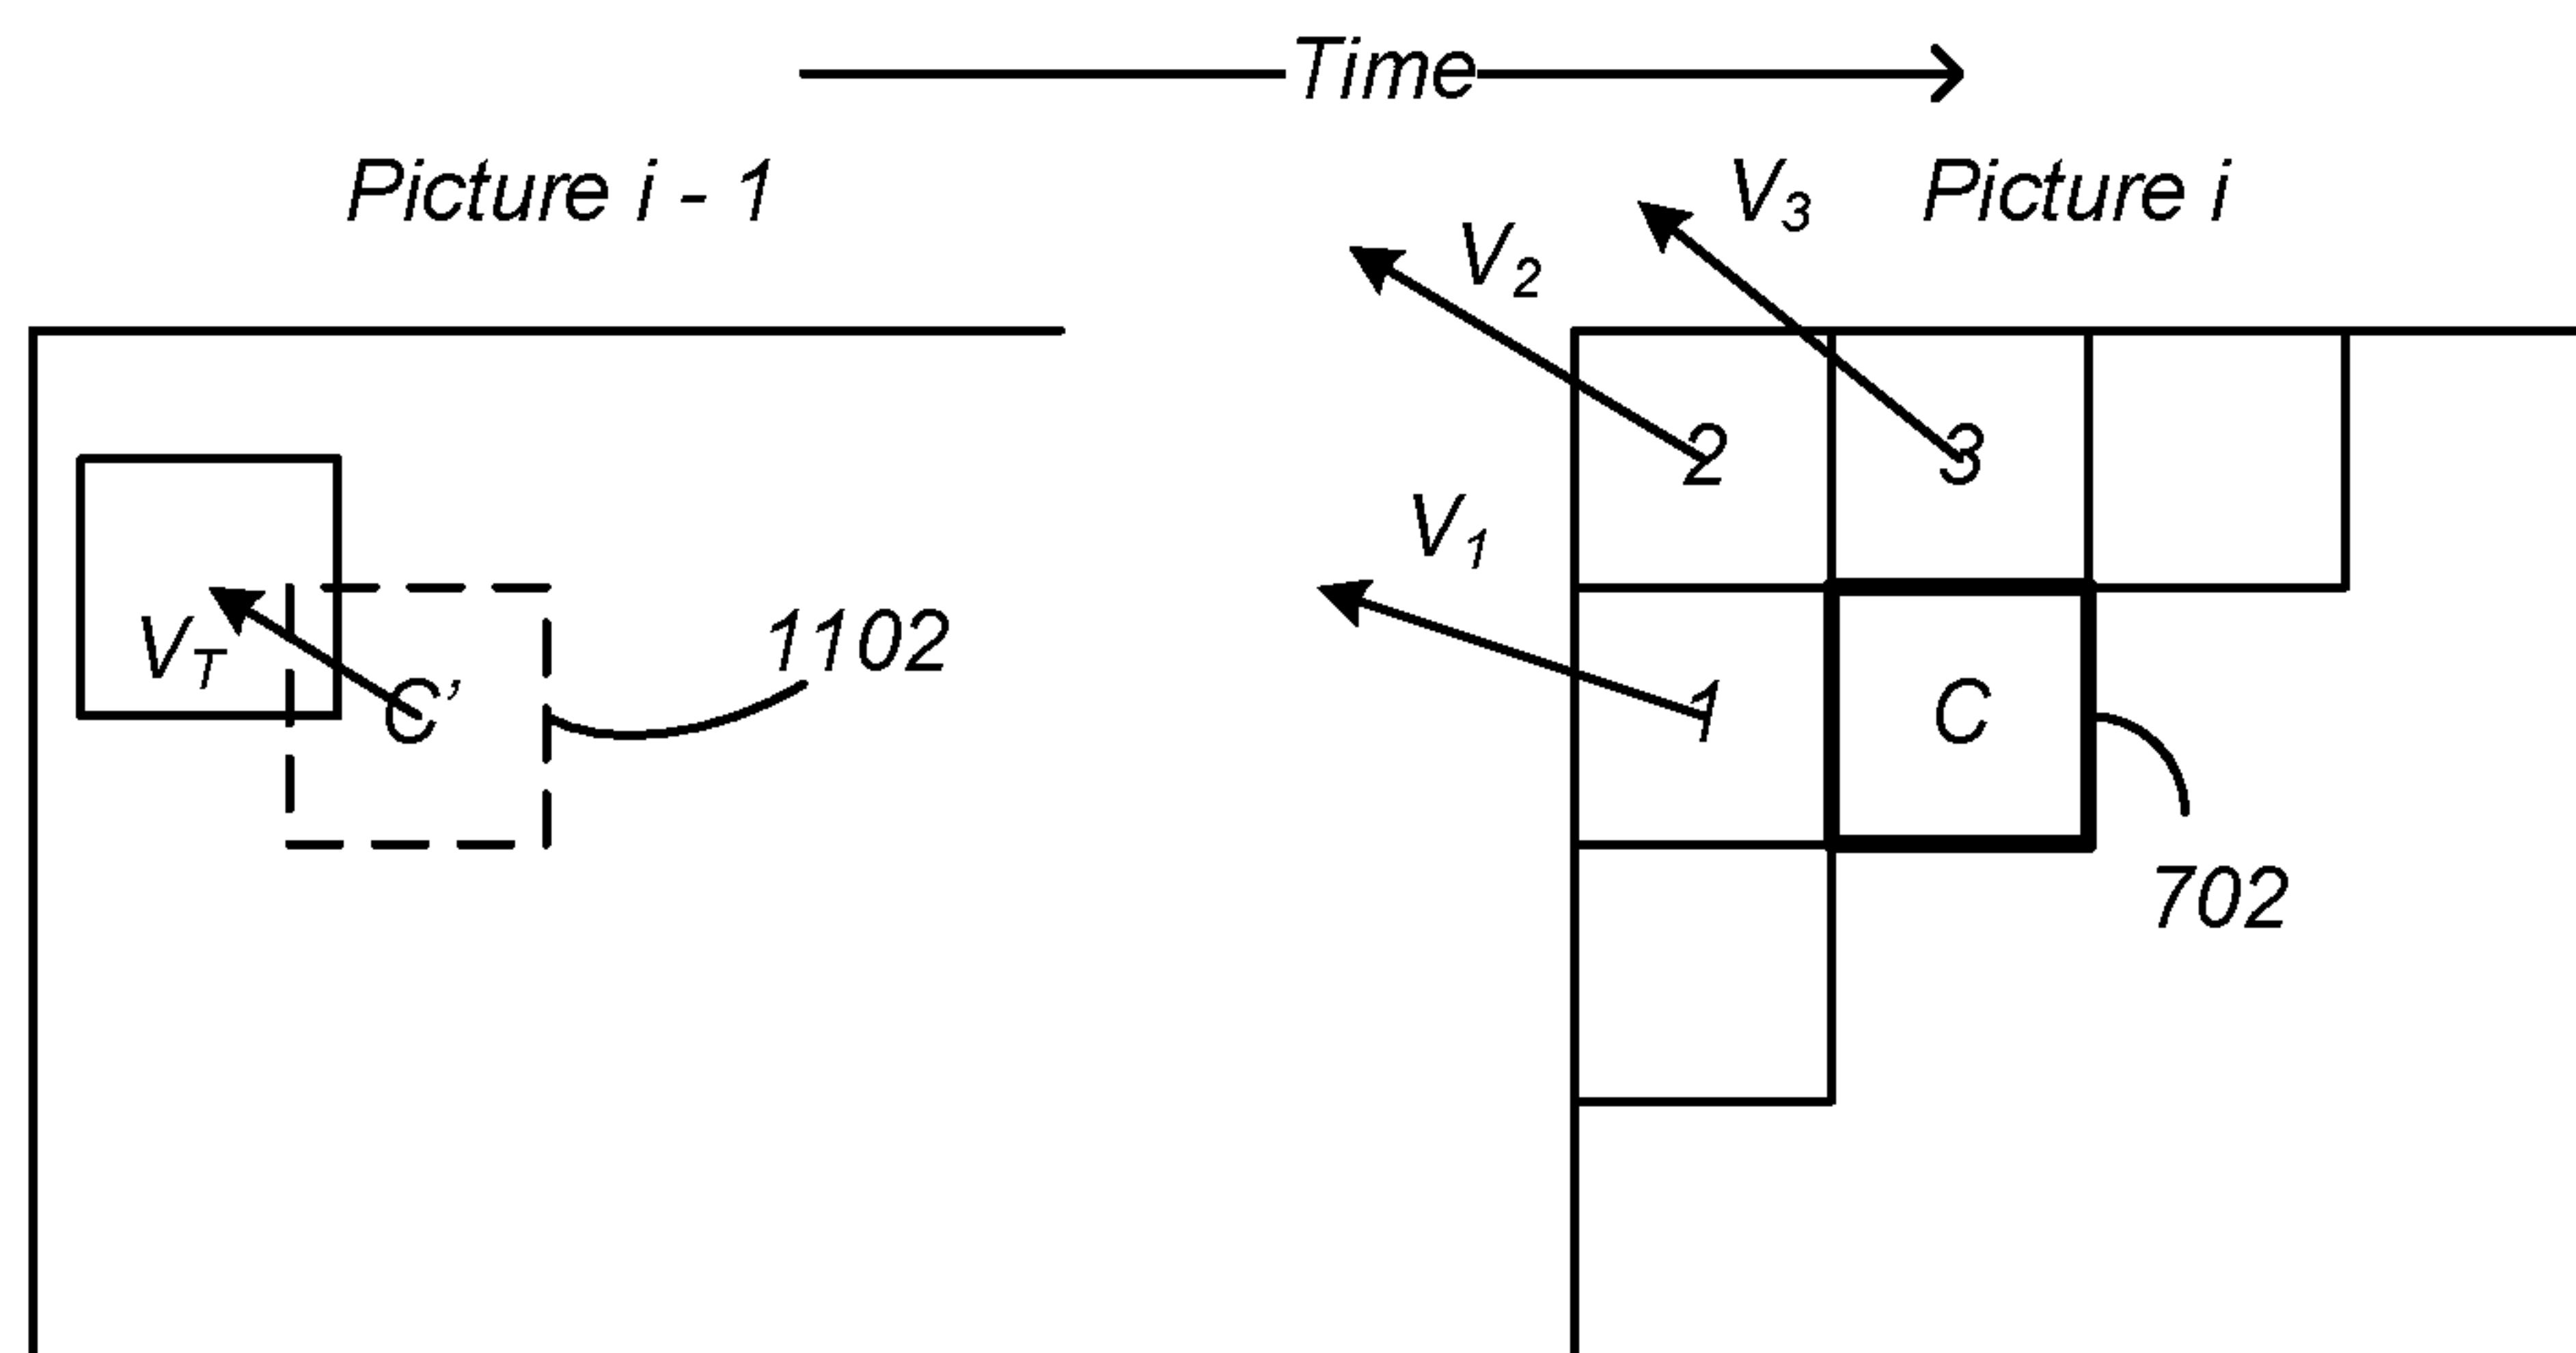 Time
Picture i - 1
V3
Picture i
V2
2
3
V1
VT
C'
1102
1
C
702